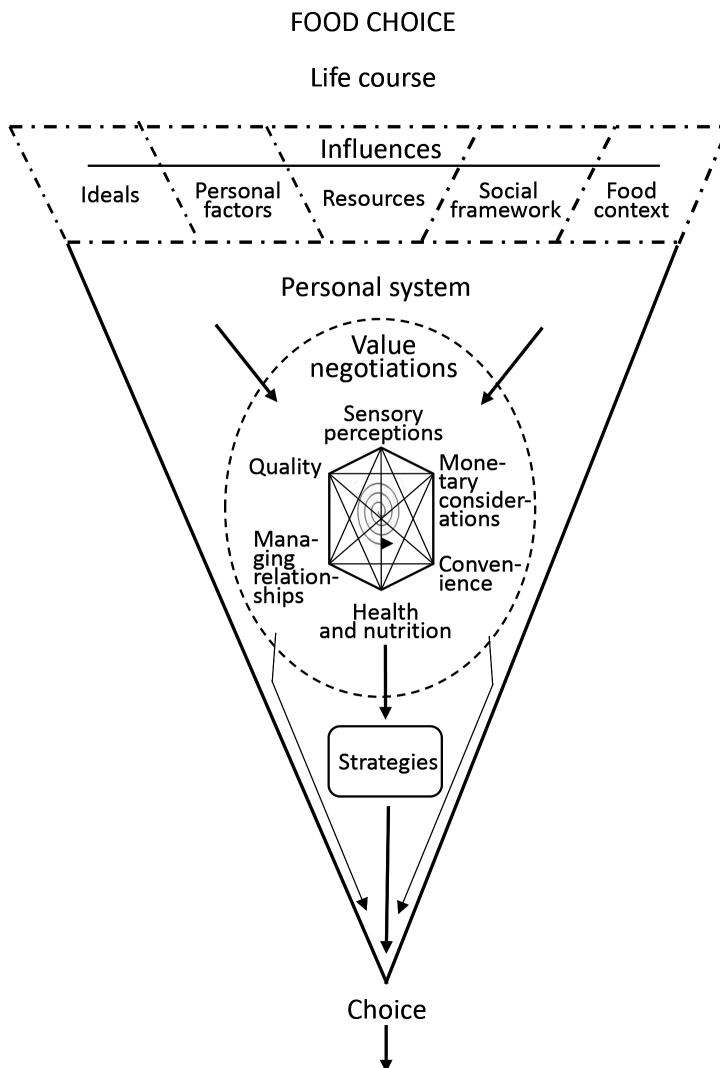 FOOD CHOICE
Life course
Influences
Ideals
Personal
factors
Resources
Social
framework
Food
context
Personal system
Value
negotiations
Sensory
perceptions
Quality
Mone-
tary
consider-
ations
Mana-
ging
relation-
ships
Conven-
ience
Health
and nutrition
Strategies
Choice